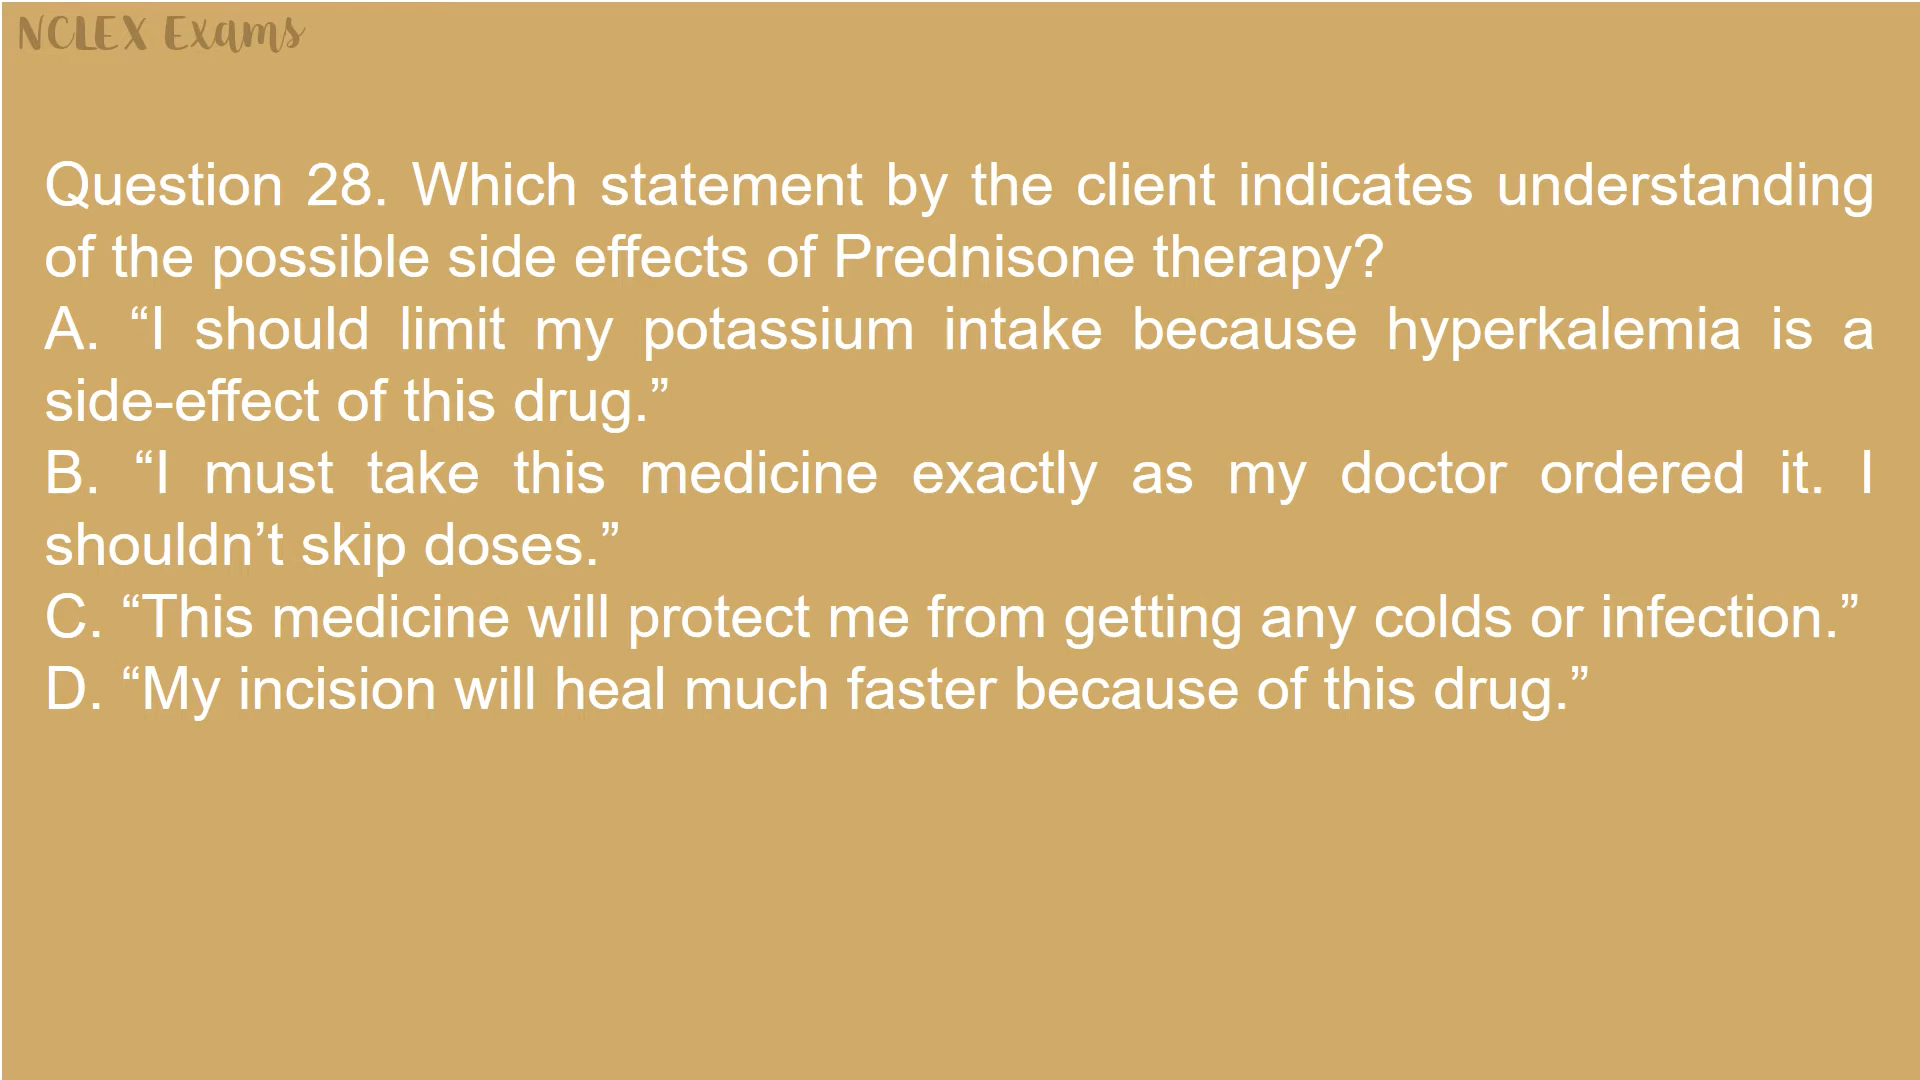 NCLEX Exams
Question 28. Which statement by the client indicates understanding
of the possible side effects of Prednisone therapy?
A. “I should limit my potassium intake because hyperkalemia is a
side-effect of this drug.”
B. “I must take this medicine exactly as my doctor ordered it. I
shouldn’t skip doses.”
C. “This medicine will protect me from getting any colds or infection.”
D. “My incision will heal much faster because of this drug.”